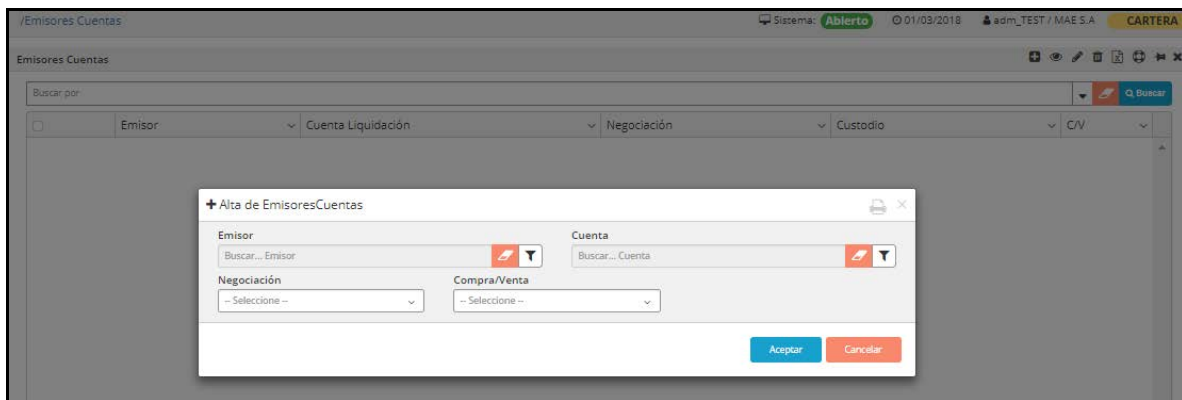 /Emisores Cuentas Sistema: Abierto 01/03/2018 adm_TEST / MAE S.A CARTERA
Emisores Cuentas
Buscar por Buscar
Emisor Cuenta Liquidación Negociación Custodio C/V
Alta de EmisoresCuentas
Emisor Cuenta
Buscar... Emisor Buscar... Cuenta
Negociación Compra/Venta
-- Seleccione -- -- Seleccione --
Aceptar Cancelar